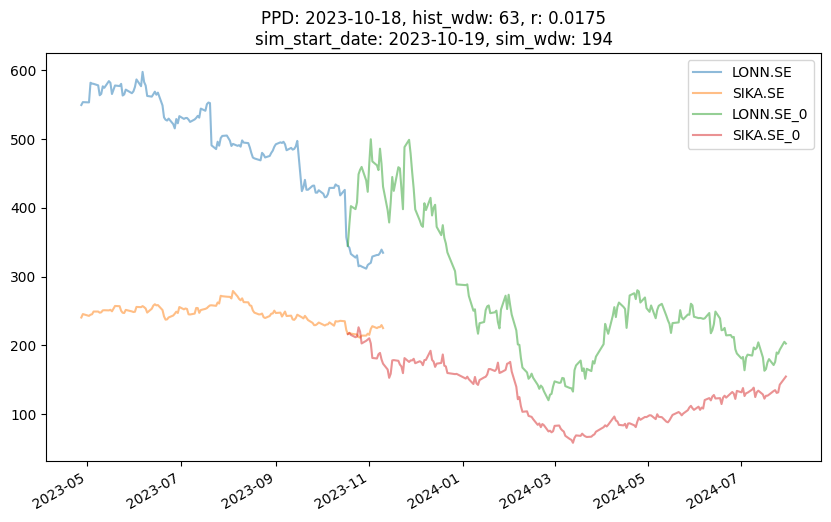 PPD: 2023-10-18, hist_wdw: 63, r: 0.0175
sim_start_date: 2023-10-19, sim_wdw: 194
LONN.SE
SIKA.SE
LONN.SE_0
SIKA.SE_0
600
500
400
300
200
100
2023-05
2023-07
2023-09
2023-11
2024-01
2024-03
2024-05
2024-07